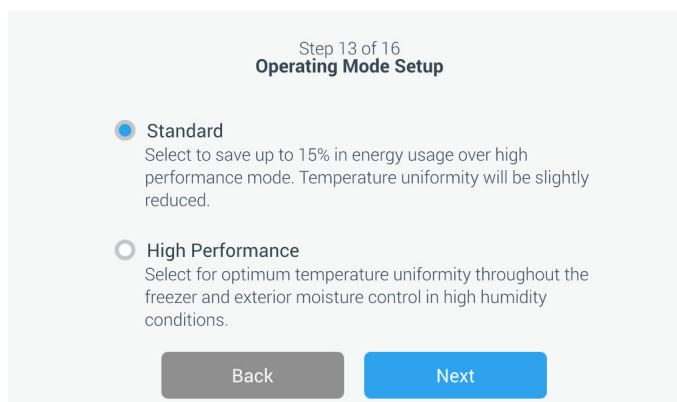 Step 13 of 16
Operating Mode Setup
Standard
Select to save up to 15% in energy usage over high
performance mode. Temperature uniformity will be slightly
reduced.
High Performance
Select for optimum temperature uniformity throughout the
freezer and exterior moisture control in high humidity
conditions.
Back
Next